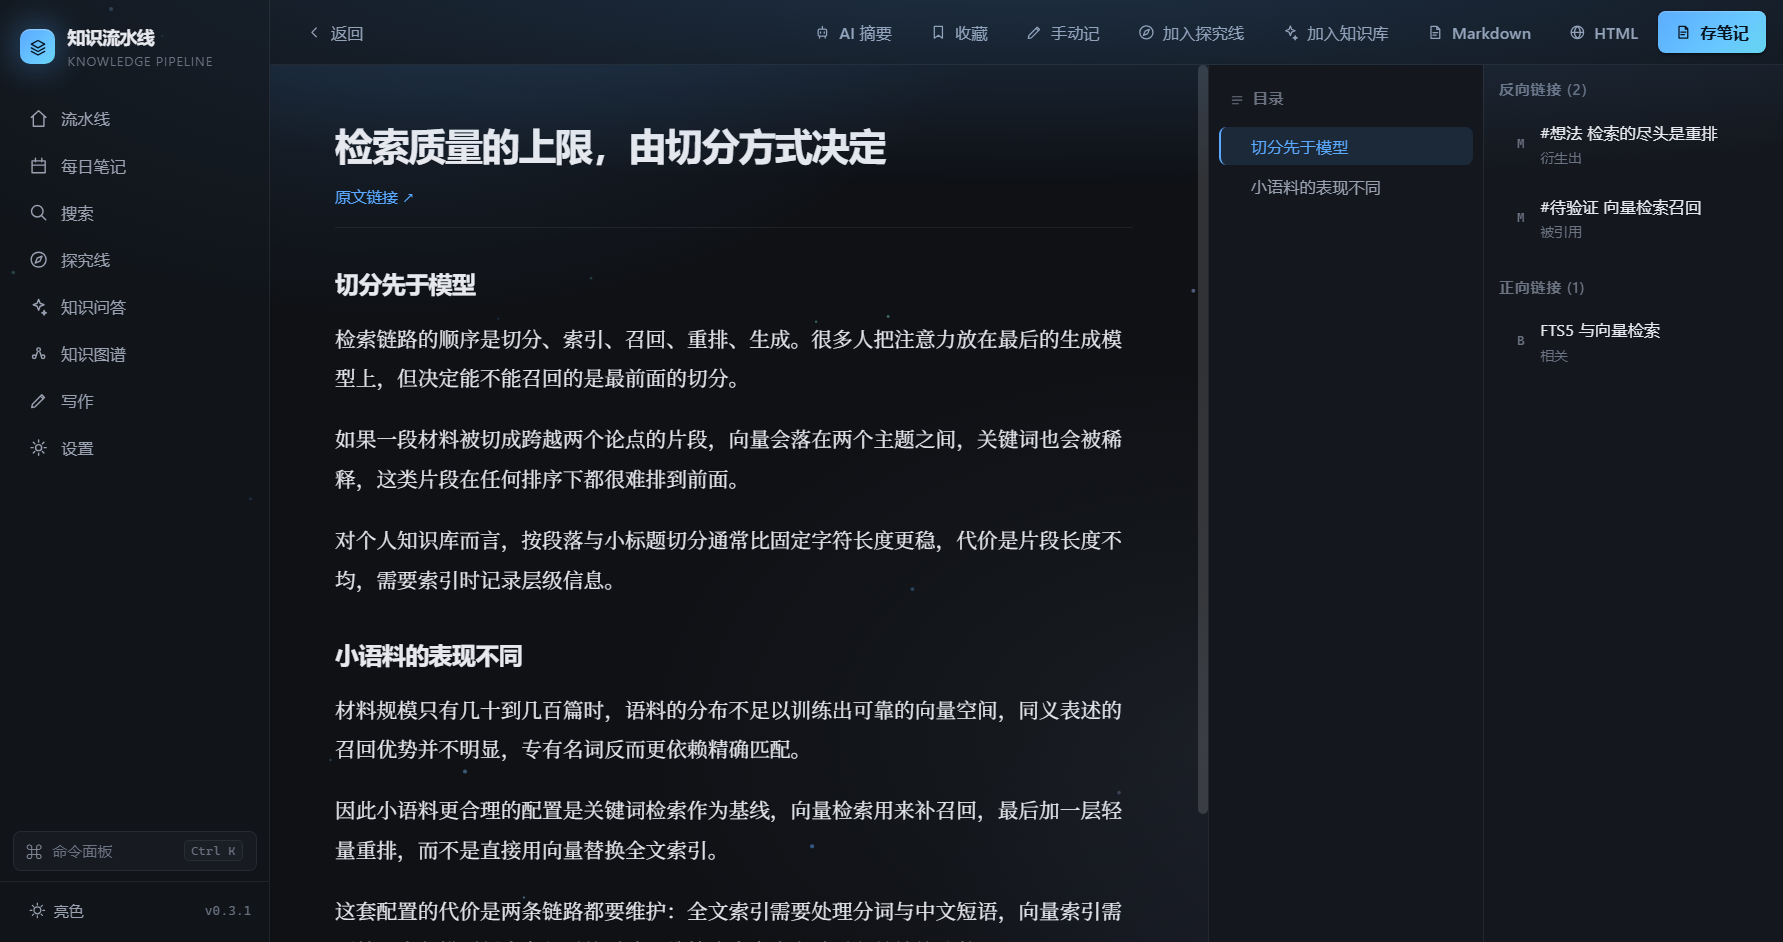 知识流水线
KNOWLEDGE PIPELINE
流水线
每日笔记
搜索
探究线
知识问答
知识图谱
写作
设置
命令面板 Ctrl K
亮色 v0.3.1
返回 AI 摘要 收藏 手动记 加入探究线 加入知识库 Markdown HTML 存笔记
检索质量的上限，由切分方式决定
原文链接 ↗
切分先于模型
检索链路的顺序是切分、索引、召回、重排、生成。很多人把注意力放在最后的生成模
型上，但决定能不能召回的是最前面的切分。
如果一段材料被切成跨越两个论点的片段，向量会落在两个主题之间，关键词也会被稀
释，这类片段在任何排序下都很难排到前面。
对个人知识库而言，按段落与小标题切分通常比固定字符长度更稳，代价是片段长度不
均，需要索引时记录层级信息。
小语料的表现不同
材料规模只有几十到几百篇时，语料的分布不足以训练出可靠的向量空间，同义表述的
召回优势并不明显，专有名词反而更依赖精确匹配。
因此小语料更合理的配置是关键词检索作为基线，向量检索用来补召回，最后加一层轻
量重排，而不是直接用向量替换全文索引。
这套配置的代价是两条链路都要维护：全文索引需要处理分词与中文短语，向量索引需
目录
切分先于模型
小语料的表现不同
反向链接 (2)
M #想法 检索的尽头是重排
衍生出
M #待验证 向量检索召回
被引用
正向链接 (1)
B FTS5 与向量检索
相关